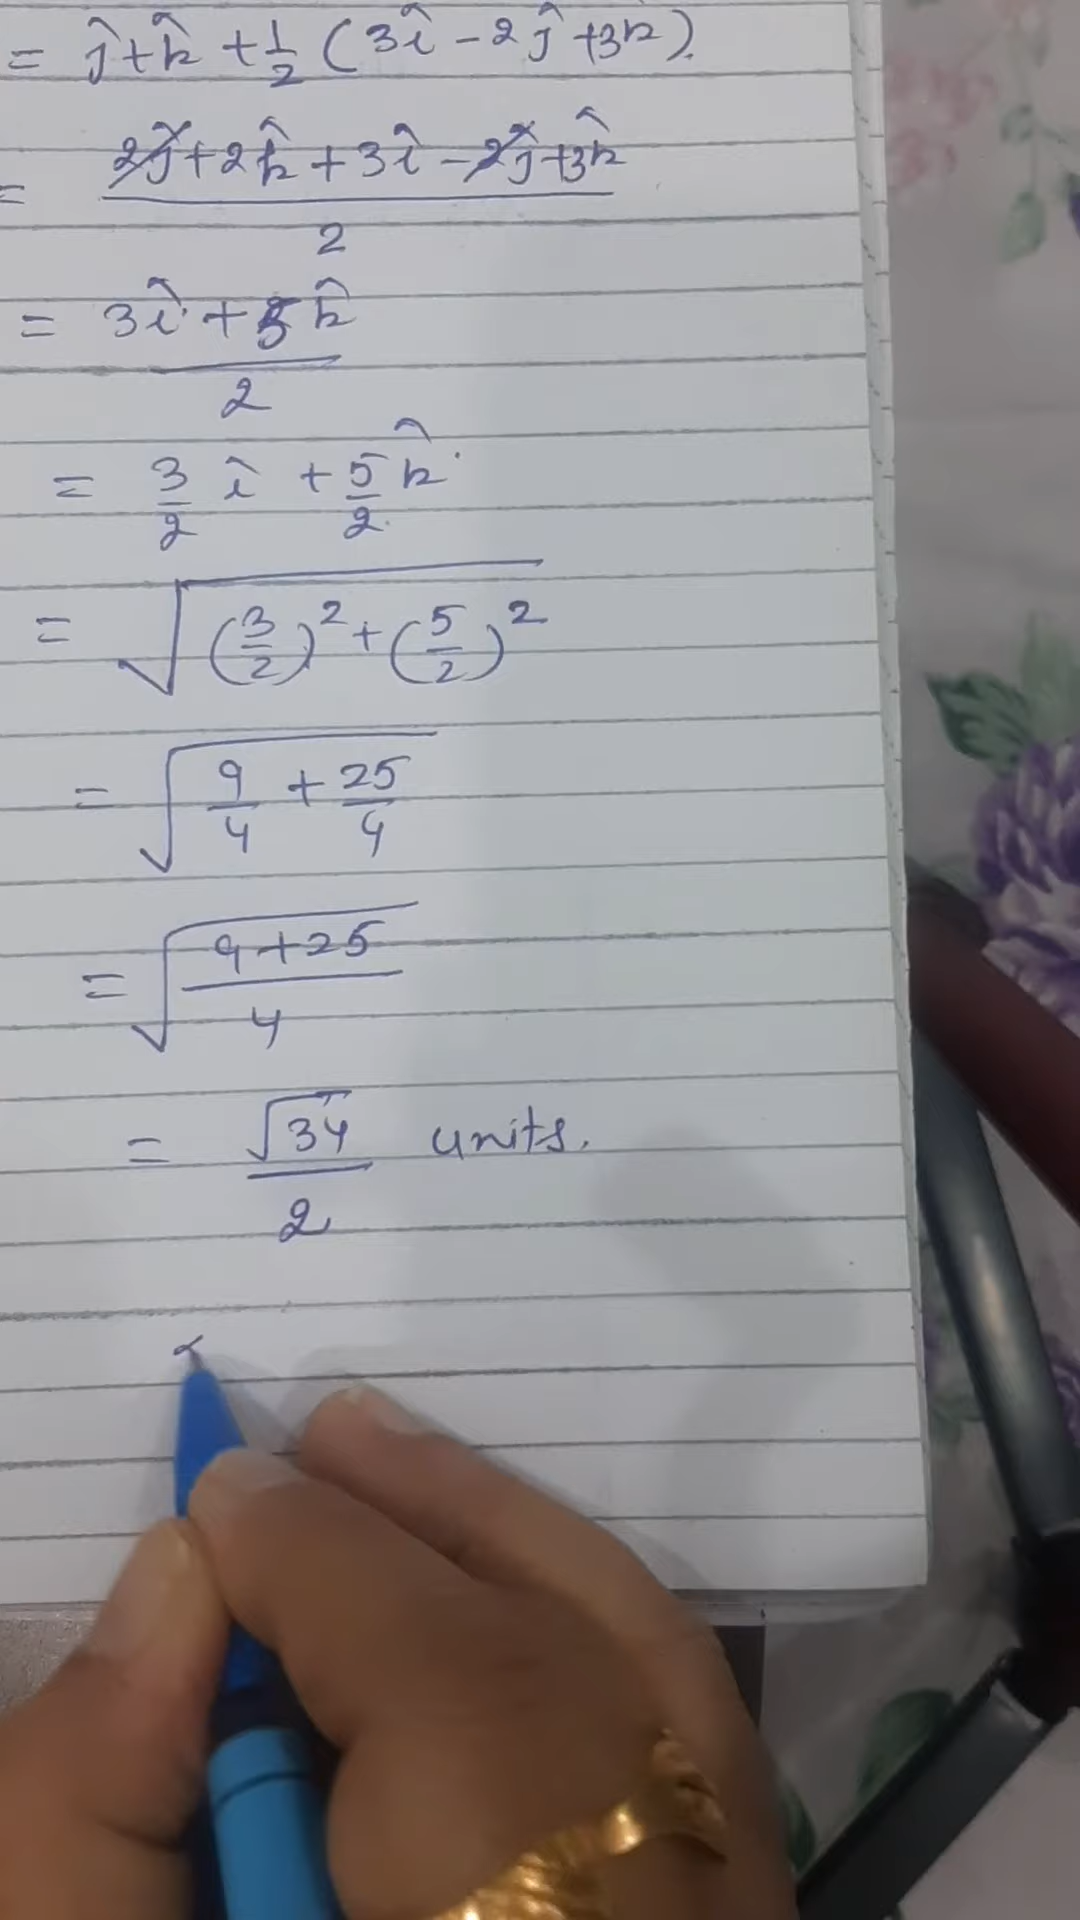 = ĵ + k̂ + 1/2 (3î - 2ĵ + 3k).
= (2ĵ + 2k̂ + 3î - 2ĵ + 3k̂)/2
= (3î + 5k̂)/2
= 3/2 î + 5/2 k̂.
= √((3/2)² + (5/2)²)
= √(9/4 + 25/4)
= √((9+25)/4)
= √34/2 units.